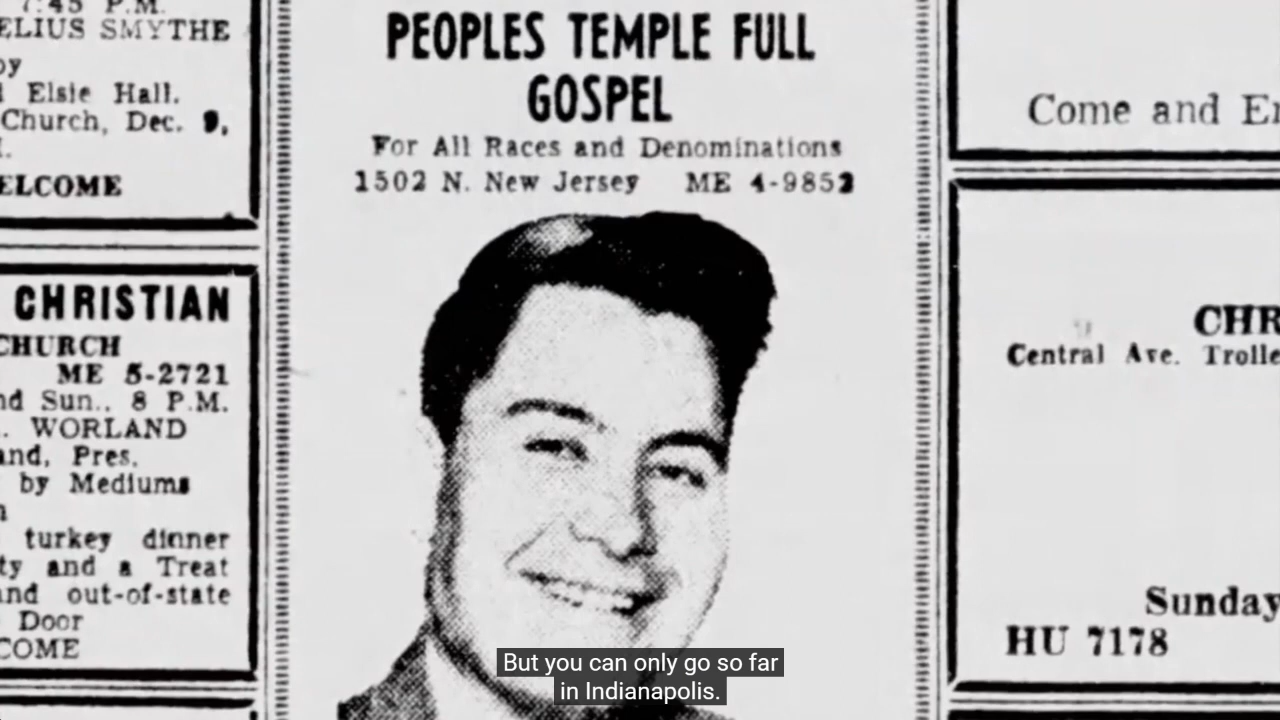 7:45 P.M.
ELIUS SMYTHE
by
Elsie Hall.
Church, Dec. 9,
ELCOME
CHRISTIAN
CHURCH
ME 5-2721
nd Sun., 8 P.M.
. WORLAND
and, Pres.
by Mediums
turkey dinner
ty and a Treat
and out-of-state
Door
COME
PEOPLES TEMPLE FULL
GOSPEL
For All Races and Denominations
1502 N. New Jersey ME 4-9852
Come and En
CHR
Central Ave. Trolle
Sunday
HU 7178
But you can only go so far
in Indianapolis.